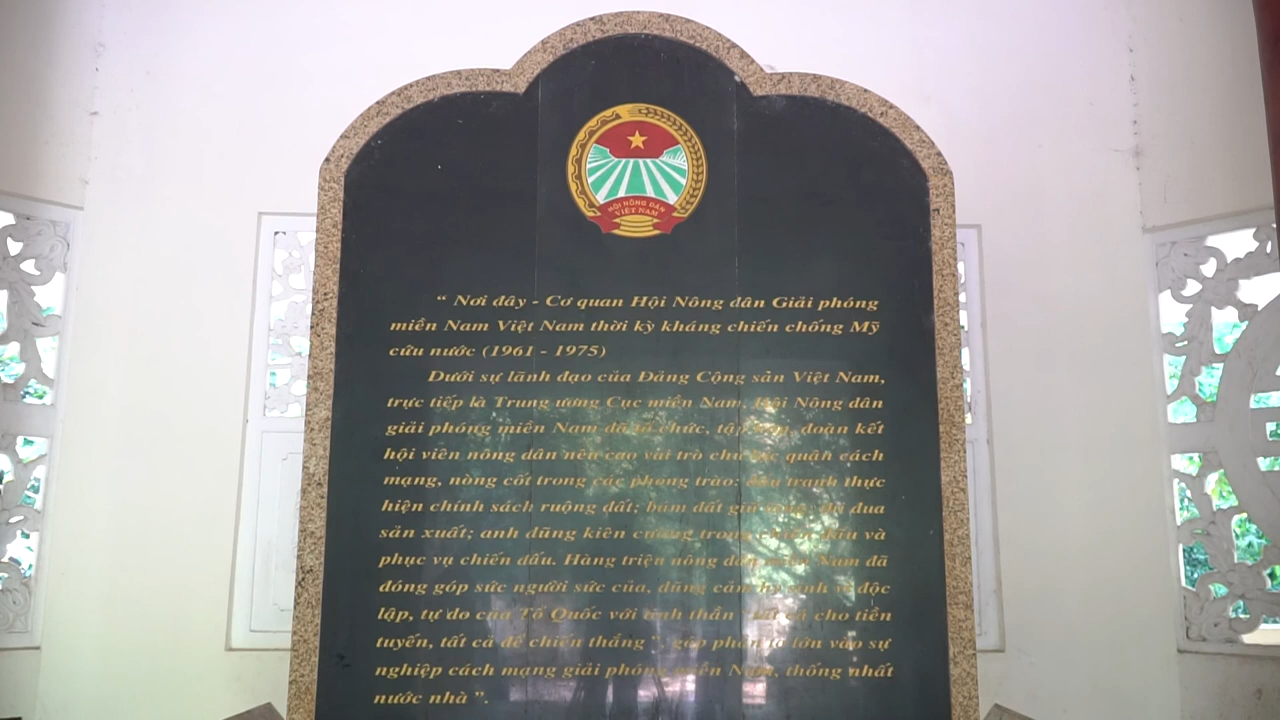 HỘI NÔNG DÂN
VIỆT NAM
“ Nơi đây - Cơ quan Hội Nông dân Giải phóng
miền Nam Việt Nam thời kỳ kháng chiến chống Mỹ
cứu nước (1961 - 1975)
Dưới sự lãnh đạo của Đảng Cộng sản Việt Nam,
trực tiếp là Trung ương Cục miền Nam, Hội Nông dân
giải phóng miền Nam đã tổ chức, tập hợp, đoàn kết
hội viên nông dân nêu cao vai trò chủ lực quân cách
mạng, nòng cốt trong các phong trào: đấu tranh thực
hiện chính sách ruộng đất; bám đất giữ làng; thi đua
sản xuất; anh dũng kiên cường trong chiến đấu và
phục vụ chiến đấu. Hàng triệu nông dân miền Nam đã
đóng góp sức người sức của, dũng cảm hy sinh vì độc
lập, tự do của Tổ Quốc với tinh thần “ tất cả cho tiền
tuyến, tất cả để chiến thắng ”, góp phần to lớn vào sự
nghiệp cách mạng giải phóng miền Nam, thống nhất
nước nhà ”.